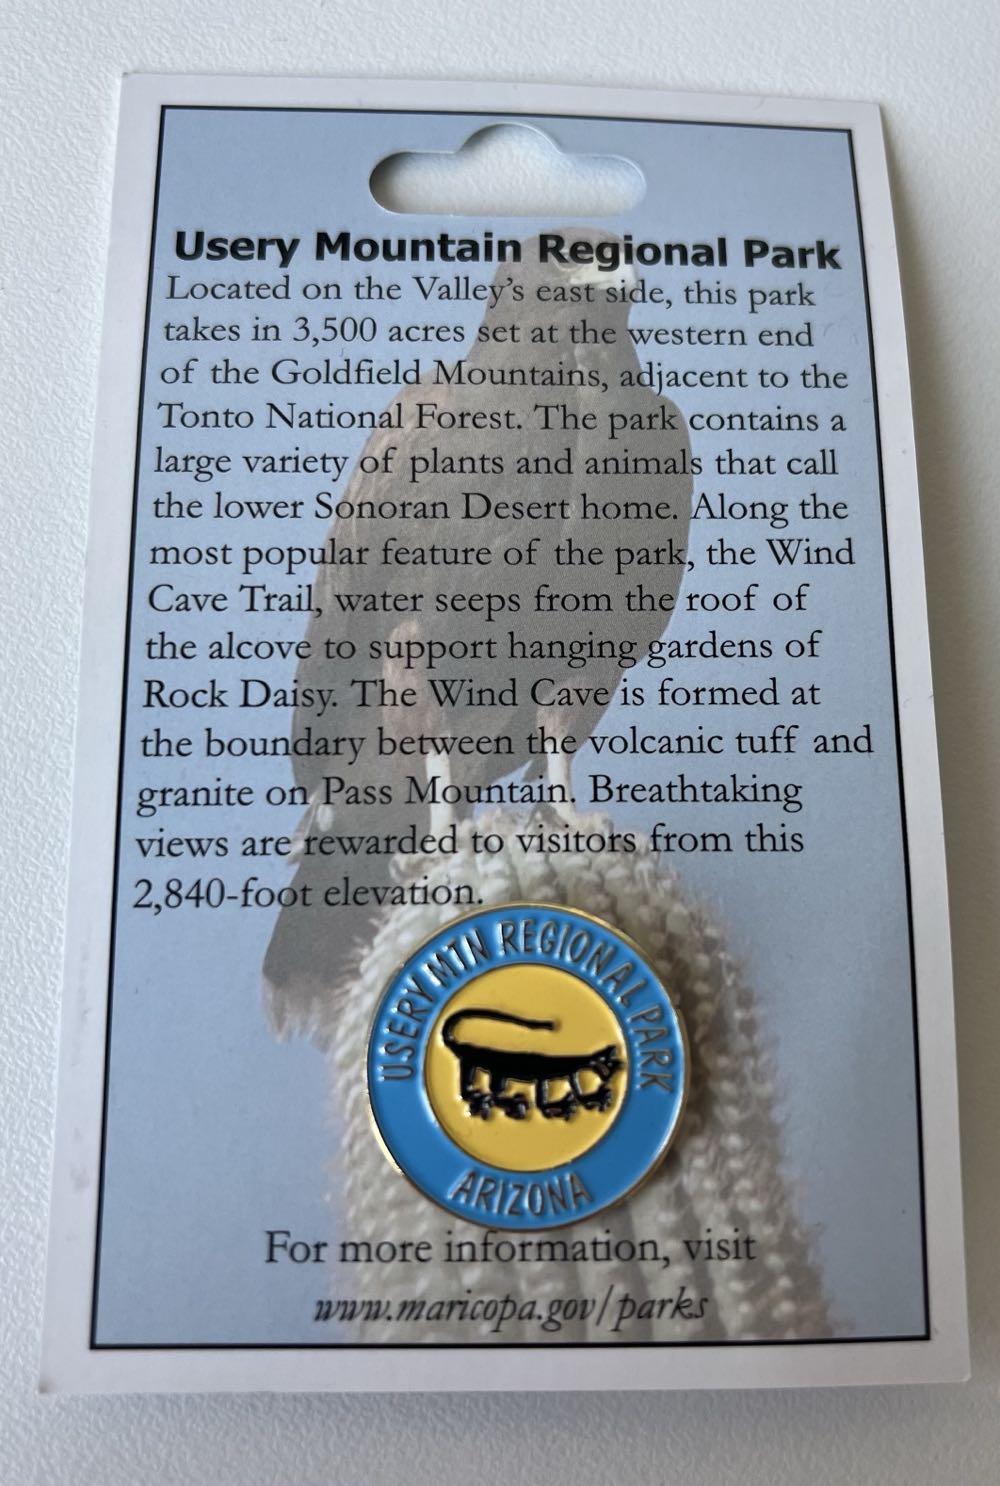 Usery Mountain Regional Park
Located on the Valley's east side, this park
takes in 3,500 acres set at the western end
of the Goldfield Mountains, adjacent to the
Tonto National Forest. The park contains a
large variety of plants and animals that call
the lower Sonoran Desert home. Along the
most popular feature of the park, the Wind
Cave Trail, water seeps from the roof of
the alcove to support hanging gardens of
Rock Daisy. The Wind Cave is formed at
the boundary between the volcanic tuff and
granite on Pass Mountain. Breathtaking
views are rewarded to visitors from this
2,840-foot elevation.
USERY MTN REGIONAL PARK
ARIZONA
For more information, visit
www.maricopa.gov/parks